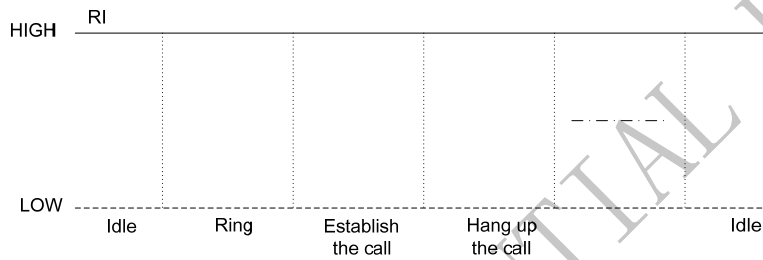 RI
HIGH
LOW
Idle
Ring
Establish
the call
Hang up
the call
Idle